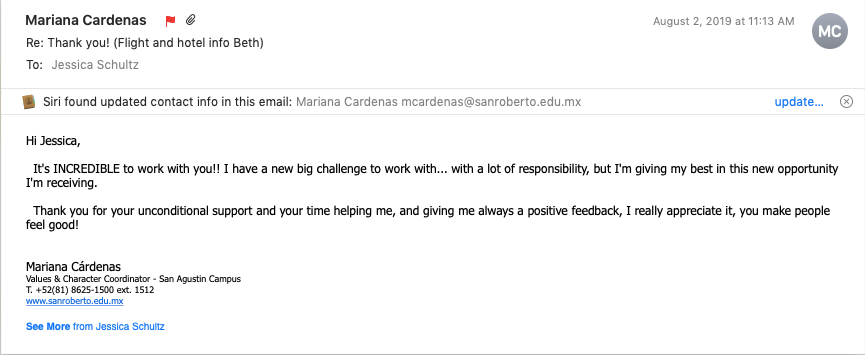 Mariana Cardenas
August 2, 2019 at 11:13 AM
MC
Re: Thank you! (Flight and hotel info Beth)
To: Jessica Schultz
Siri found updated contact info in this email: Mariana Cardenas mcardenas@sanroberto.edu.mx
update...
Hi Jessica,
It's INCREDIBLE to work with you!! I have a new big challenge to work with... with a lot of responsibility, but I'm giving my best in this new opportunity
I'm receiving.
Thank you for your unconditional support and your time helping me, and giving me always a positive feedback, I really appreciate it, you make people
feel good!
Mariana Cárdenas
Values & Character Coordinator - San Agustin Campus
T. +52(81) 8625-1500 ext. 1512
www.sanroberto.edu.mx
See More from Jessica Schultz